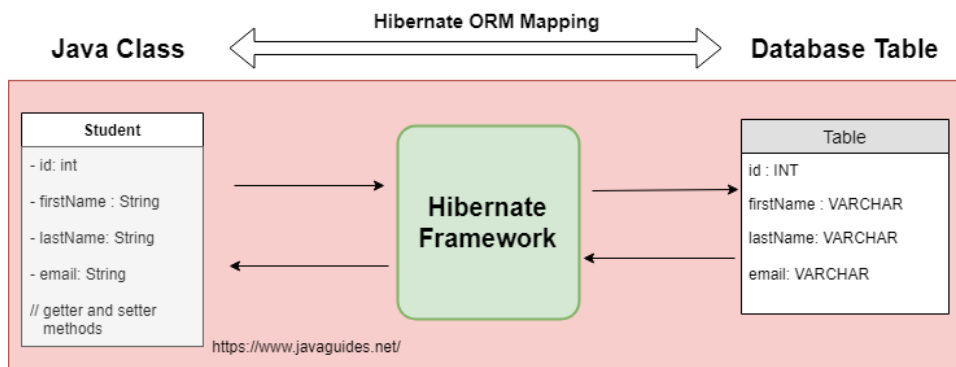 Hibernate ORM Mapping
Java Class
Database Table
Student
- id: int
- firstName : String
- lastName: String
- email: String
// getter and setter
methods
Hibernate
Framework
Table
id : INT
firstName : VARCHAR
lastName: VARCHAR
email: VARCHAR
https://www.javaguides.net/